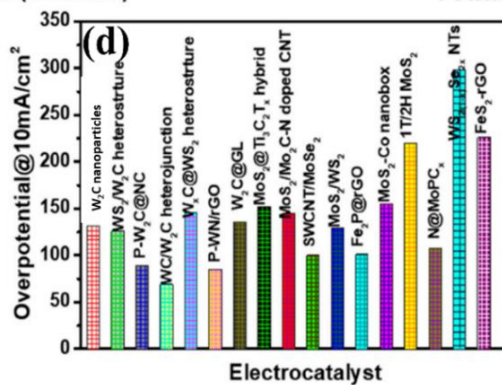 (d)
Overpotential@10mA/cm²
350
300
250
200
150
100
50
0
W₂C nanoparticles
WS₂/W₂C heterostrture
P-W₂C@NC
WC/W₂C heterojunction
WₓC@WS₂ heterostrture
P-WN/rGO
W₂C@GL
MoS₂@Ti₃C₂Tₓ hybrid
MoS₂/Mo₂C-N doped CNT
SWCNT/MoSe₂
MoS₂/WS₂
Fe₂P@rGO
MoS₂-Co nanobox
1T/2H MoS₂
N@MoPCₓ
NTs
FeS₂-rGO
Electrocatalyst